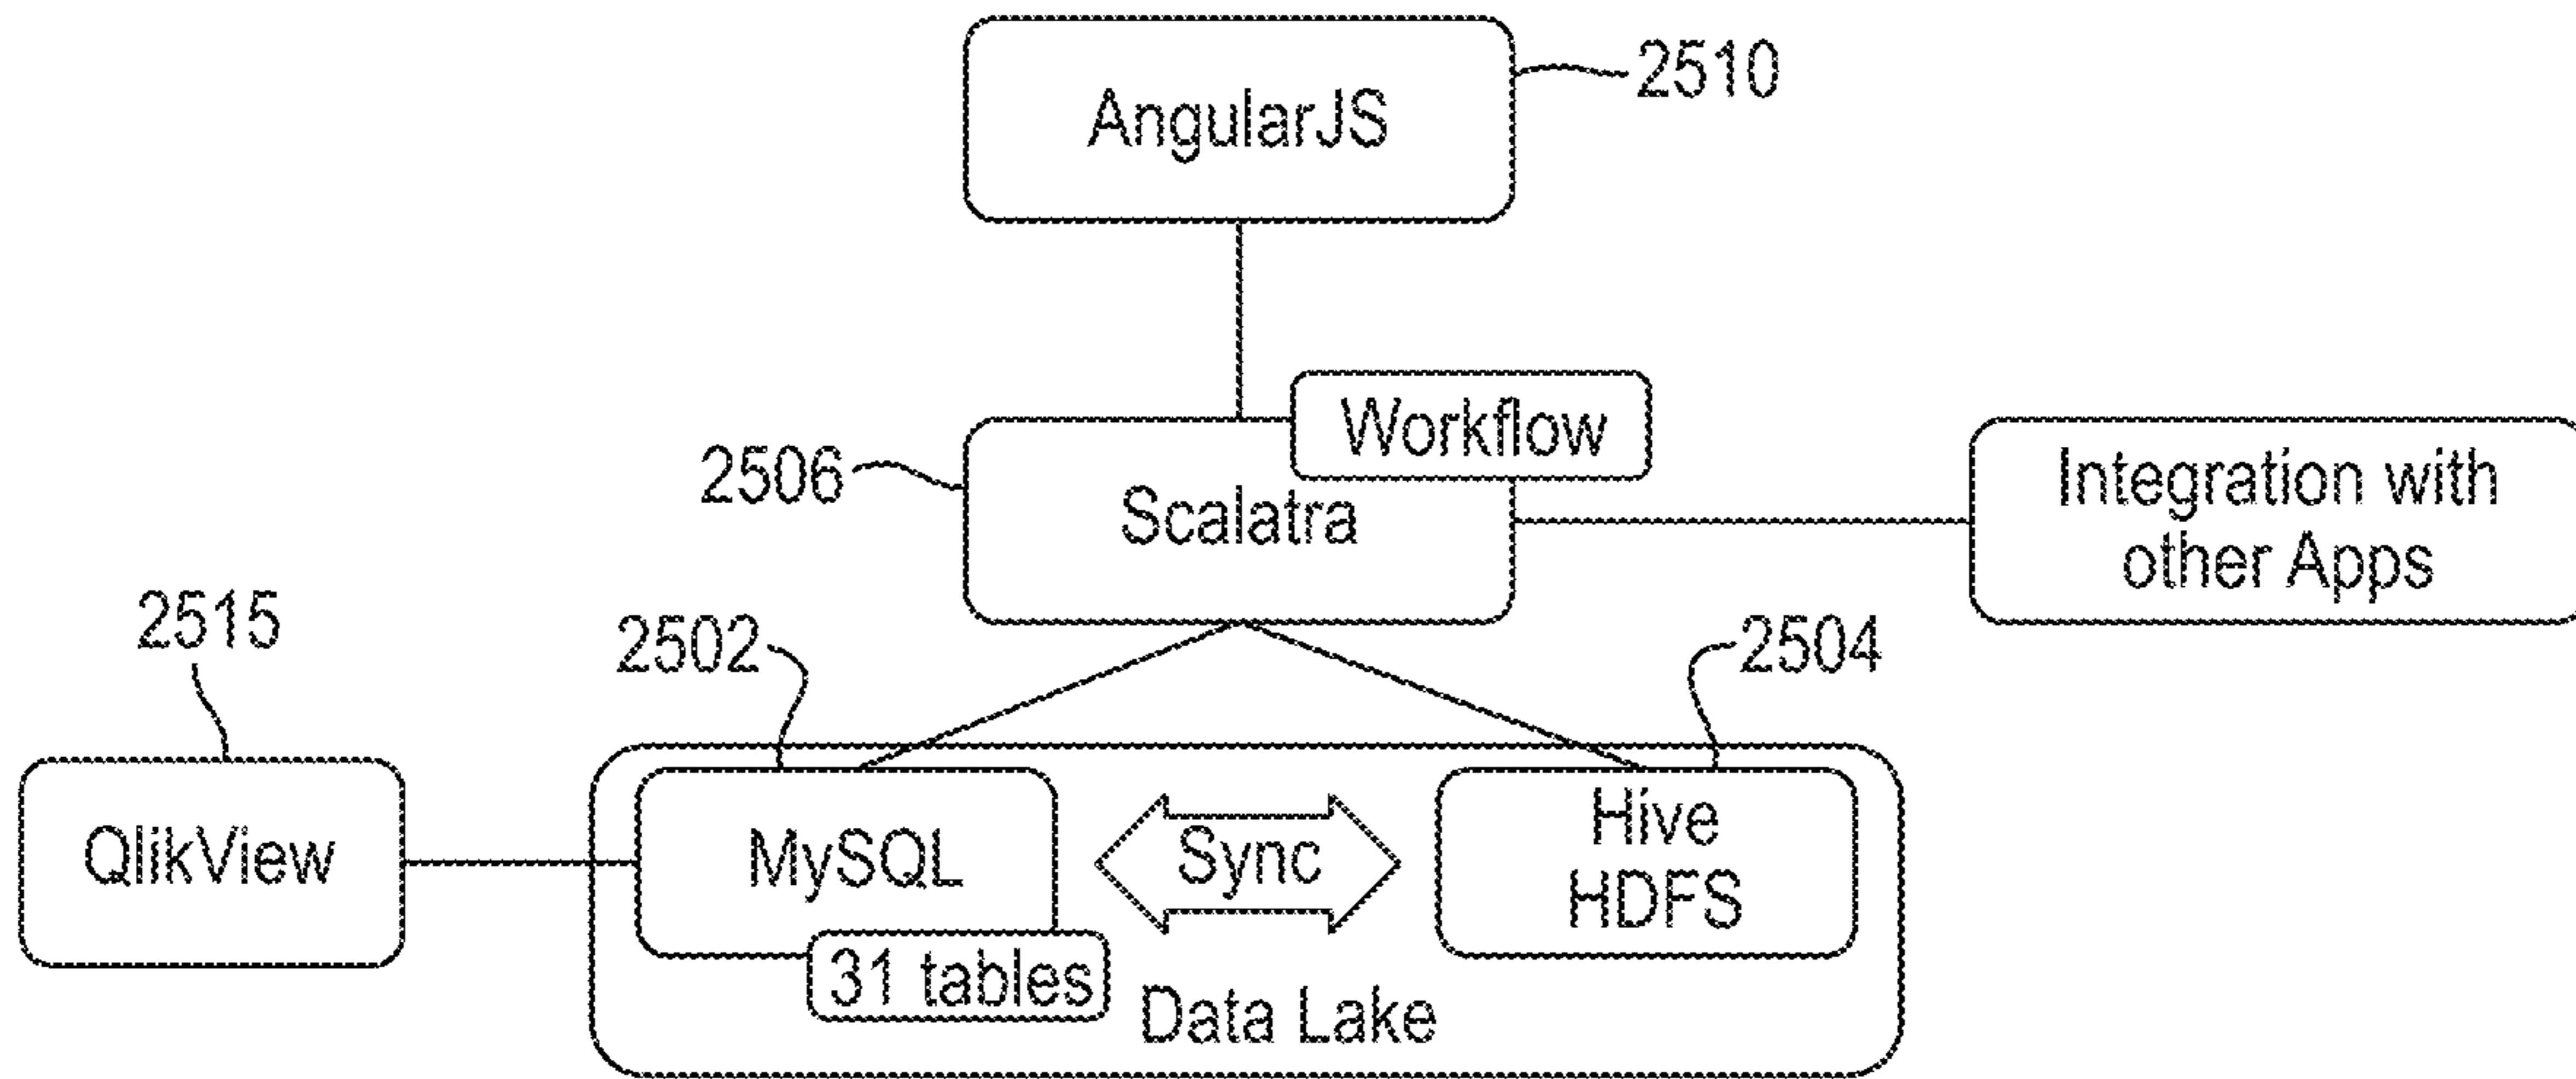 AngularJS
2510
Workflow
2506
Scalatra
Integration with
other Apps
2515
2502
2504
QlikView
MySQL
Sync
Hive
HDFS
31 tables
Data Lake